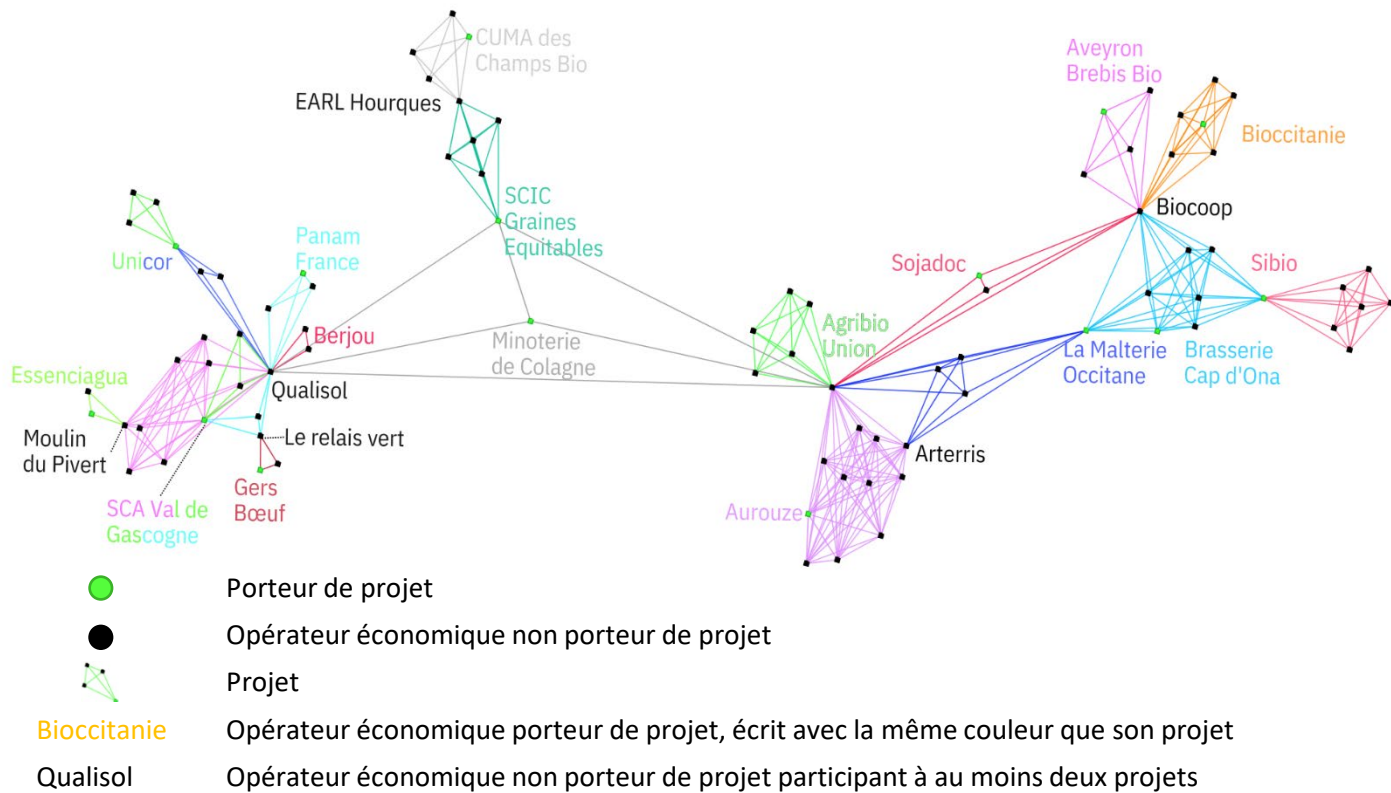 CUMA des
Champs Bio
EARL Hourques
Aveyron
Brebis Bio
Bioccitanie
SCIC
Graines
Equitables
Biocoop
Unicor
Panam
France
Sojadoc
Sibio
Berjou
Minoterie
de Colagne
Agribio
Union
La Malterie
Occitane
Brasserie
Cap d'Ona
Essenciagua
Qualisol
Moulin
du Pivert
Le relais vert
Arterris
SCA Val de
Gascogne
Gers
Bœuf
Aurouze
Porteur de projet
Opérateur économique non porteur de projet
Projet
Bioccitanie Opérateur économique porteur de projet, écrit avec la même couleur que son projet
Qualisol Opérateur économique non porteur de projet participant à au moins deux projets